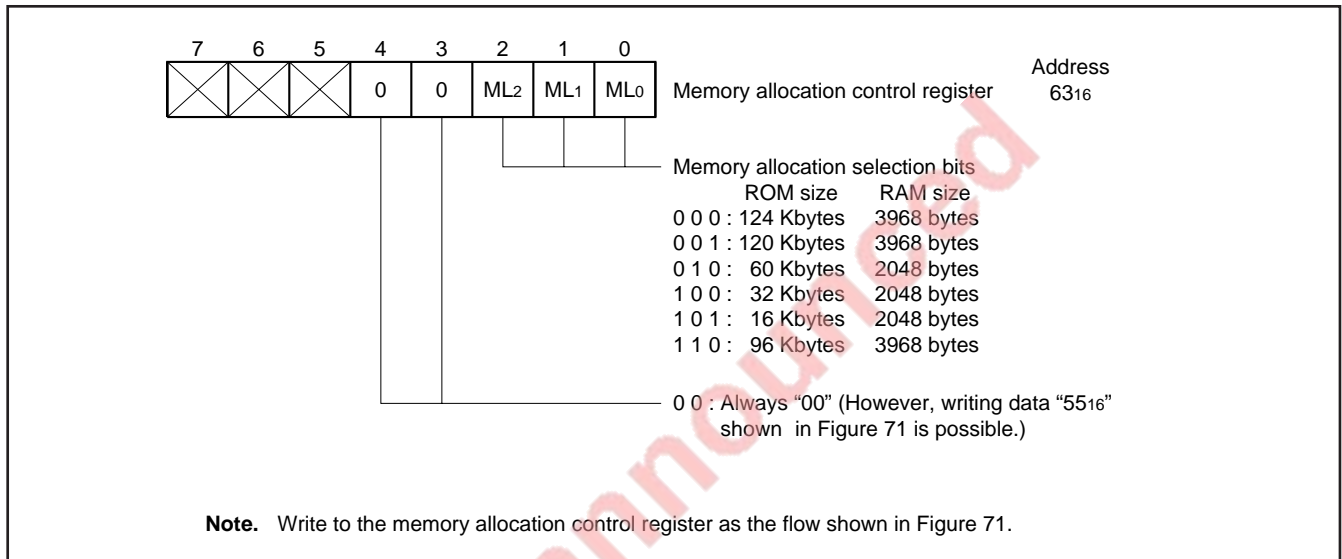 7 6 5 4 3 2 1 0
0 0 ML2 ML1 ML0 Memory allocation control register
Address
6316
Memory allocation selection bits
ROM size RAM size
0 0 0 : 124 Kbytes 3968 bytes
0 0 1 : 120 Kbytes 3968 bytes
0 1 0 : 60 Kbytes 2048 bytes
1 0 0 : 32 Kbytes 2048 bytes
1 0 1 : 16 Kbytes 2048 bytes
1 1 0 : 96 Kbytes 3968 bytes
0 0 : Always “00” (However, writing data “5516”
shown in Figure 71 is possible.)
Note. Write to the memory allocation control register as the flow shown in Figure 71.
nnounced